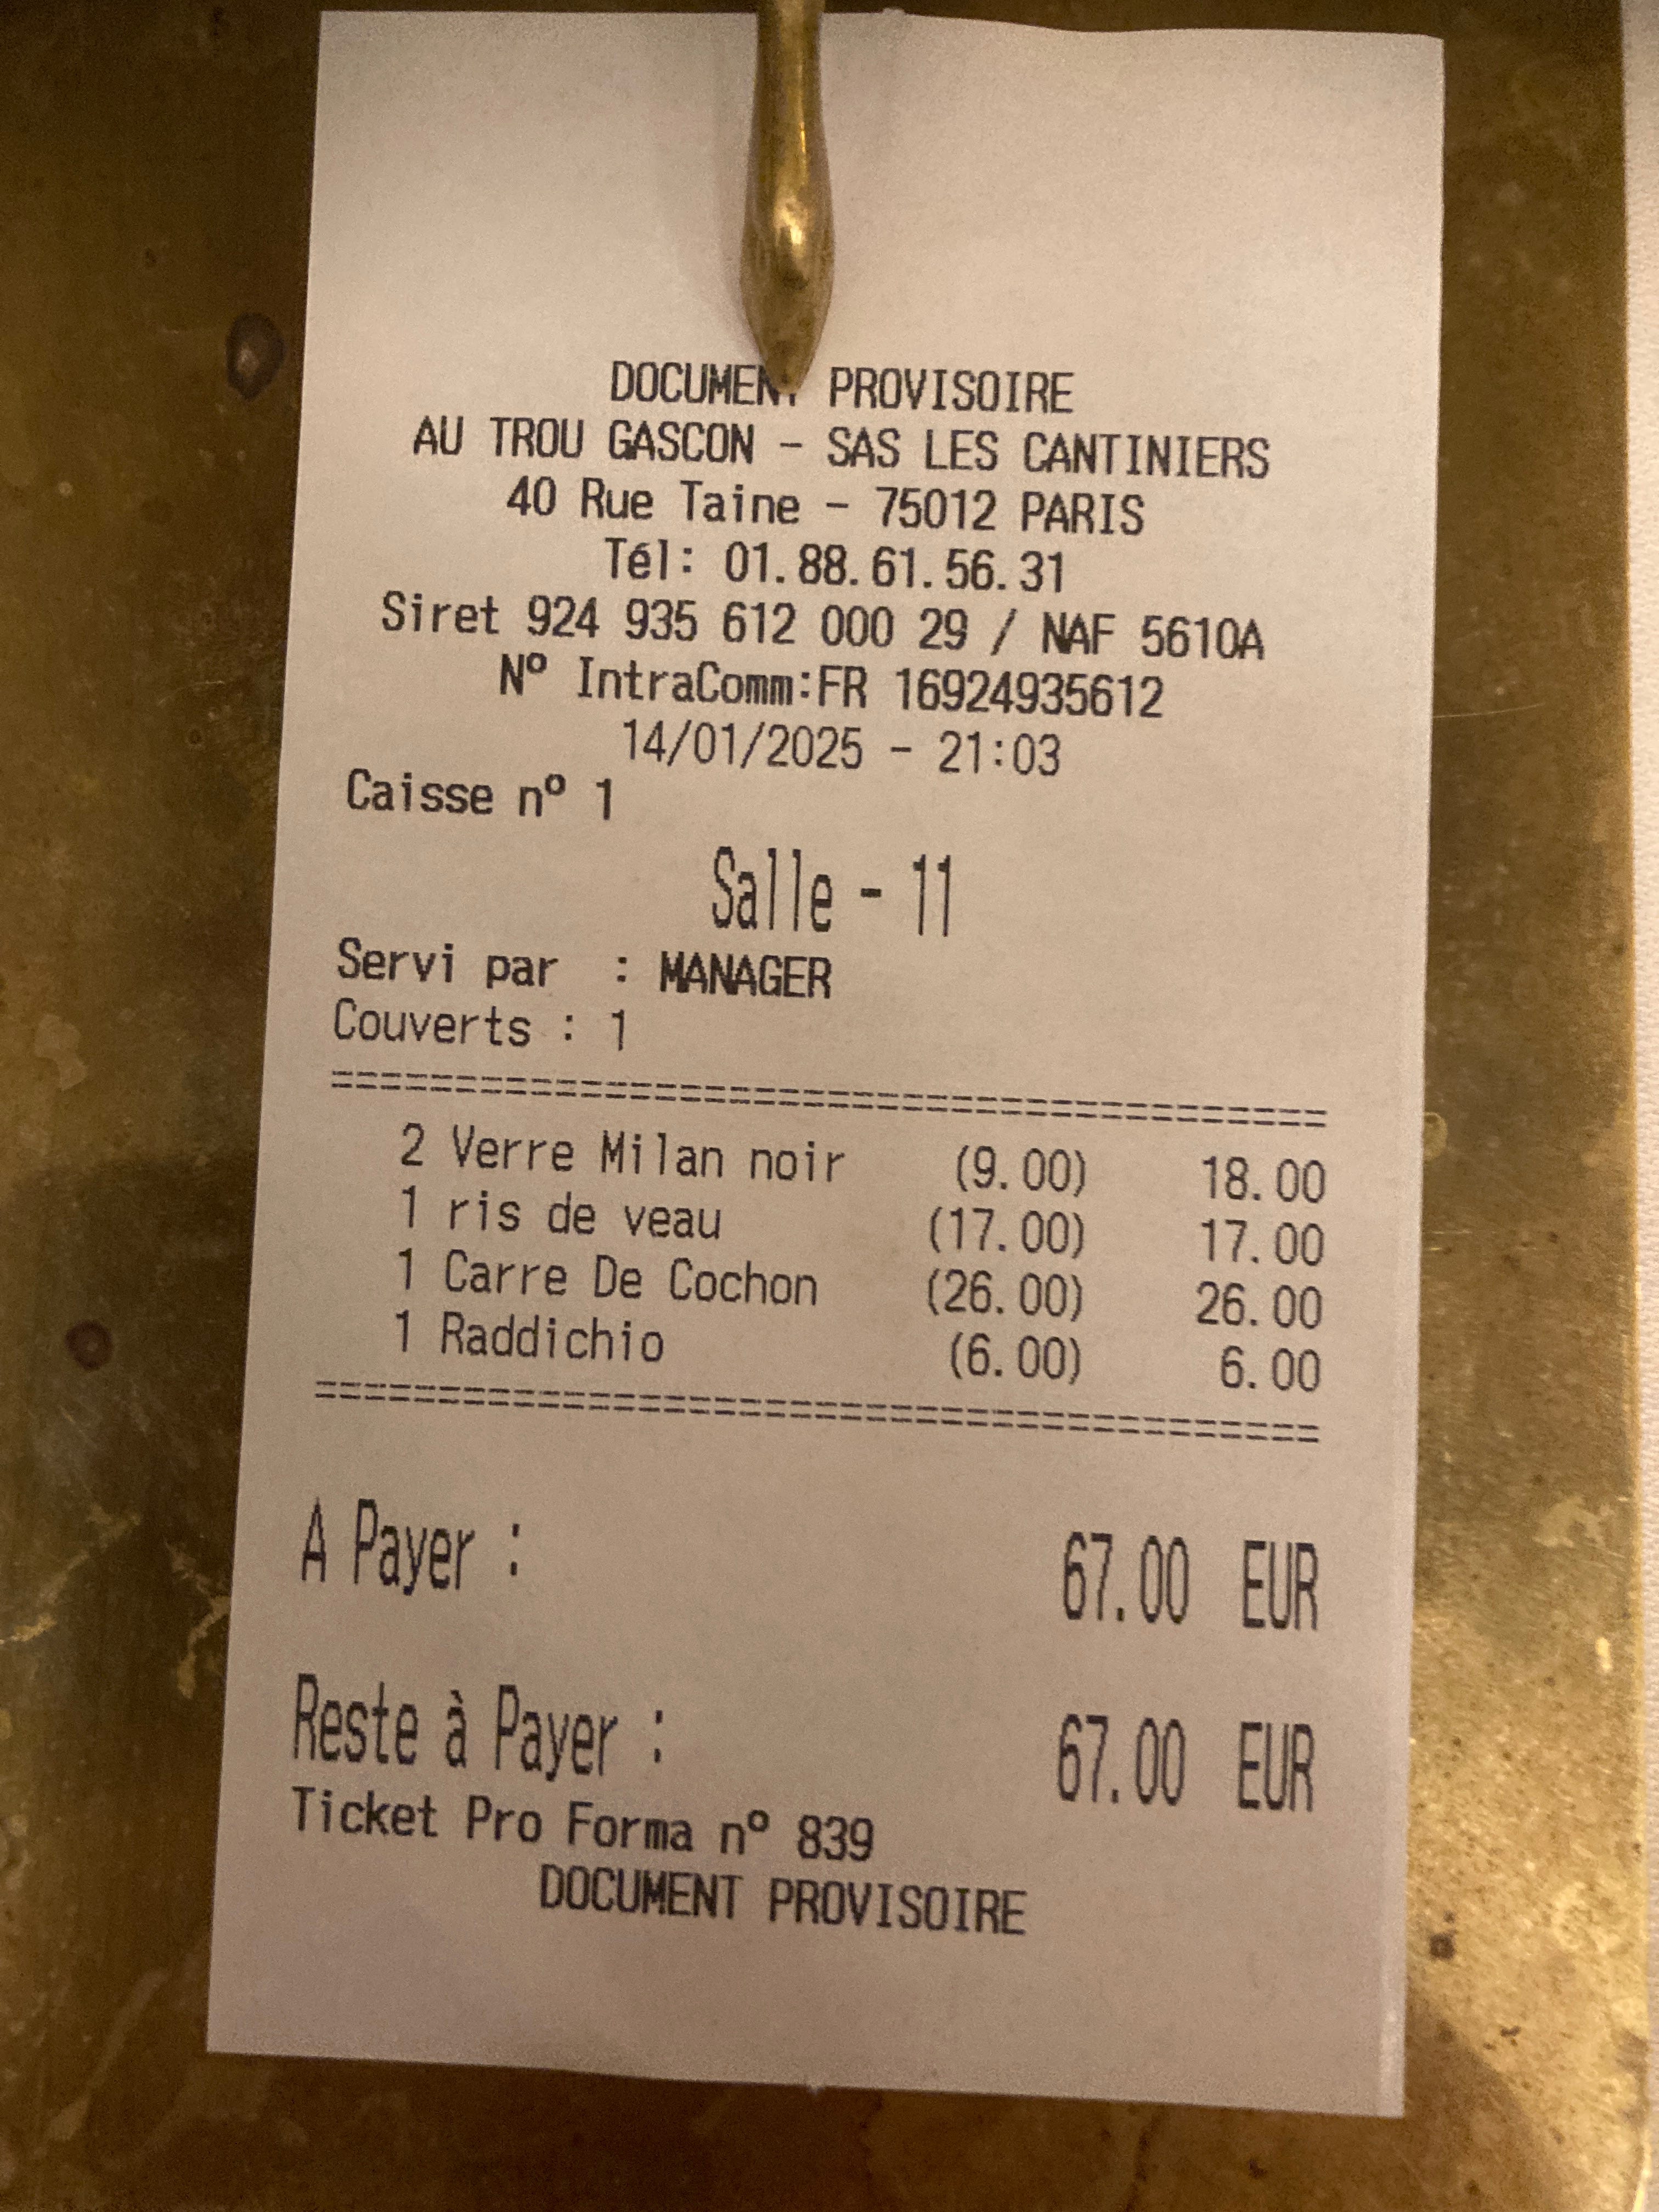 DOCUMENT PROVISOIRE
AU TROU GASCON - SAS LES CANTINIERS
40 Rue Taine - 75012 PARIS
Tél: 01.88.61.56.31
Siret 924 935 612 000 29 / NAF 5610A
Nº IntraComm:FR 16924935612
14/01/2025 - 21:03
Caisse nº 1
Salle - 11
Servi par : MANAGER
Couverts : 1
2 Verre Milan noir (9.00) 18.00
1 ris de veau (17.00) 17.00
1 Carre De Cochon (26.00) 26.00
1 Raddichio (6.00) 6.00
A Payer : 67.00 EUR
Reste à Payer : 67.00 EUR
Ticket Pro Forma nº 839
DOCUMENT PROVISOIRE